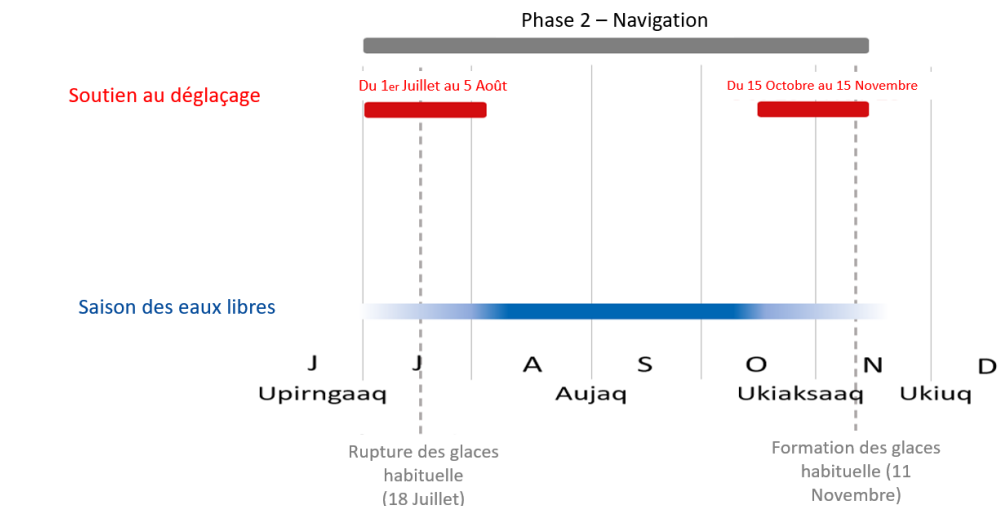 Phase 2 – Navigation
Soutien au déglaçage
Du 1er Juillet au 5 Août
Du 15 Octobre au 15 Novembre
Saison des eaux libres
J J A S O N D
Upirngaaq Aujaq Ukiaksaaq Ukiuq
Rupture des glaces
habituelle
(18 Juillet)
Formation des glaces
habituelle (11
Novembre)